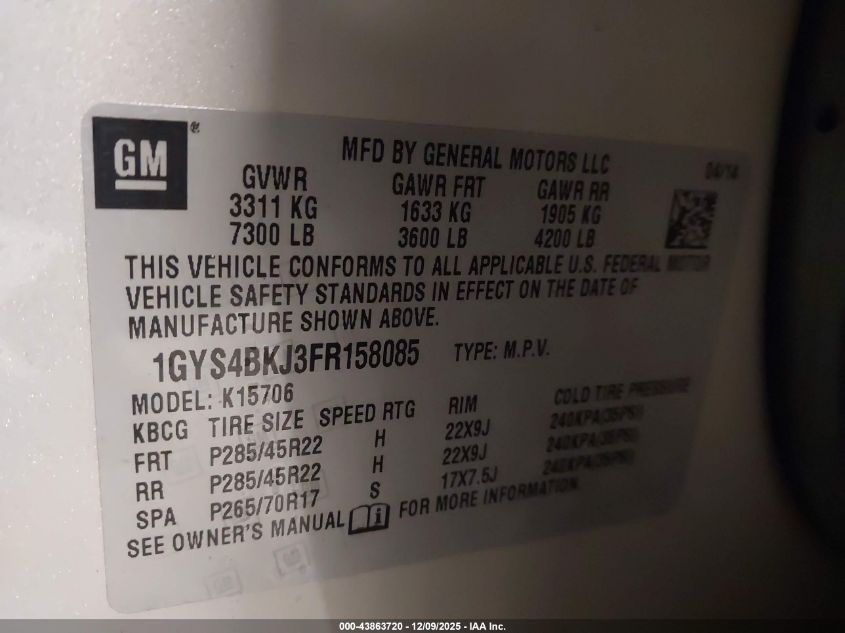 GM ®
MFD BY GENERAL MOTORS LLC
04/14
GVWR GAWR FRT GAWR RR
3311 KG 1633 KG 1905 KG
7300 LB 3600 LB 4200 LB
THIS VEHICLE CONFORMS TO ALL APPLICABLE U.S. FEDERAL MOTOR
VEHICLE SAFETY STANDARDS IN EFFECT ON THE DATE OF
MANUFACTURE SHOWN ABOVE.
1GYS4BKJ3FR158085 TYPE: M.P.V.
MODEL: K15706
KBCG TIRE SIZE SPEED RTG RIM COLD TIRE PRESSURE
FRT P285/45R22 H 22X9J 240KPA(35PSI)
RR P285/45R22 H 22X9J 240KPA(35PSI)
SPA P265/70R17 S 17X7.5J 240KPA(35PSI)
SEE OWNER'S MANUAL FOR MORE INFORMATION.
000-43863720 - 12/09/2025 - IAA Inc.